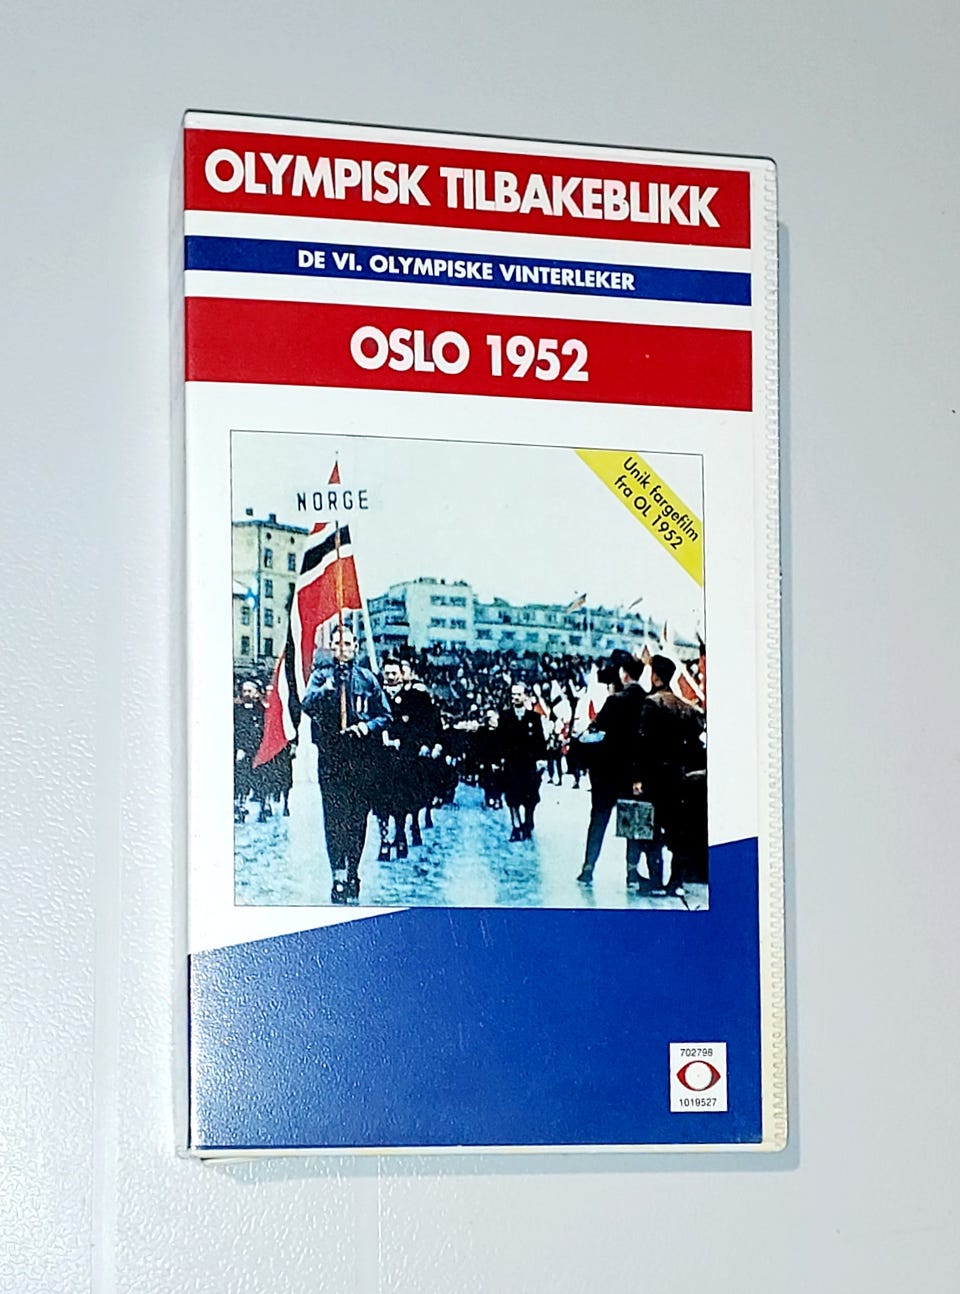 OLYMPISK TILBAKEBLIKK
DE VI. OLYMPISKE VINTERLEKER
OSLO 1952
Unik fargefilm
fra OL 1952
NORGE
702798
1019527